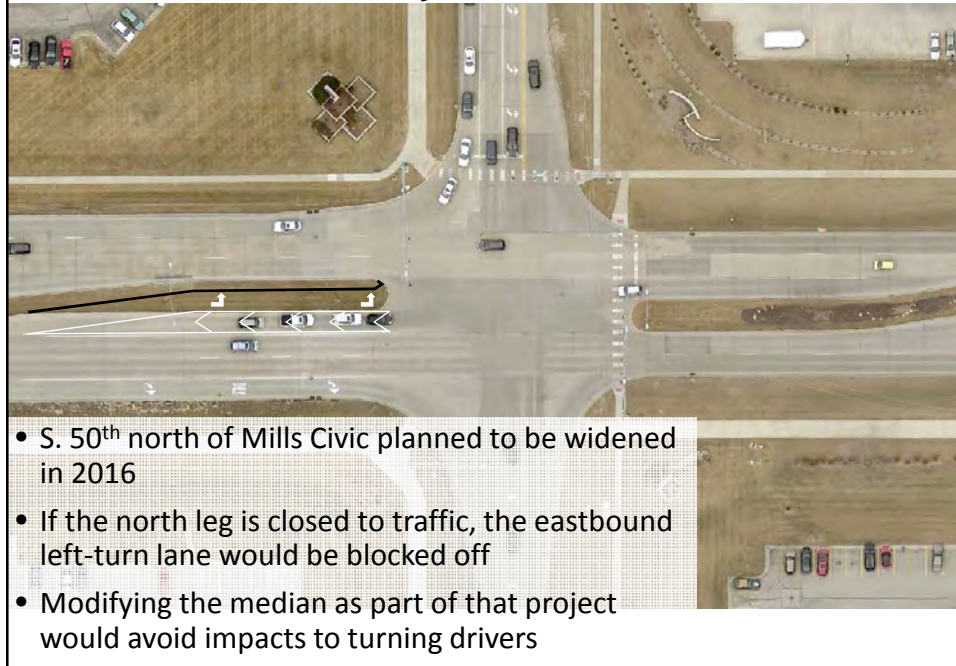 • S. 50th north of Mills Civic planned to be widened
in 2016
• If the north leg is closed to traffic, the eastbound
left-turn lane would be blocked off
• Modifying the median as part of that project
would avoid impacts to turning drivers